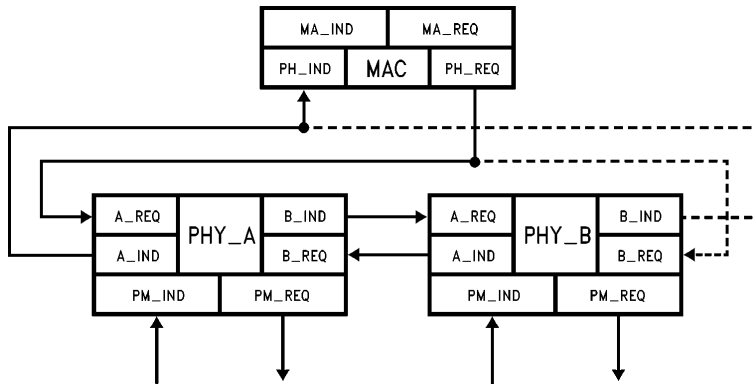 MA_IND MA_REQ
PH_IND MAC PH_REQ
A_REQ PHY_A B_IND A_REQ PHY_B B_IND
A_IND B_REQ A_IND B_REQ
PM_IND PM_REQ PM_IND PM_REQ